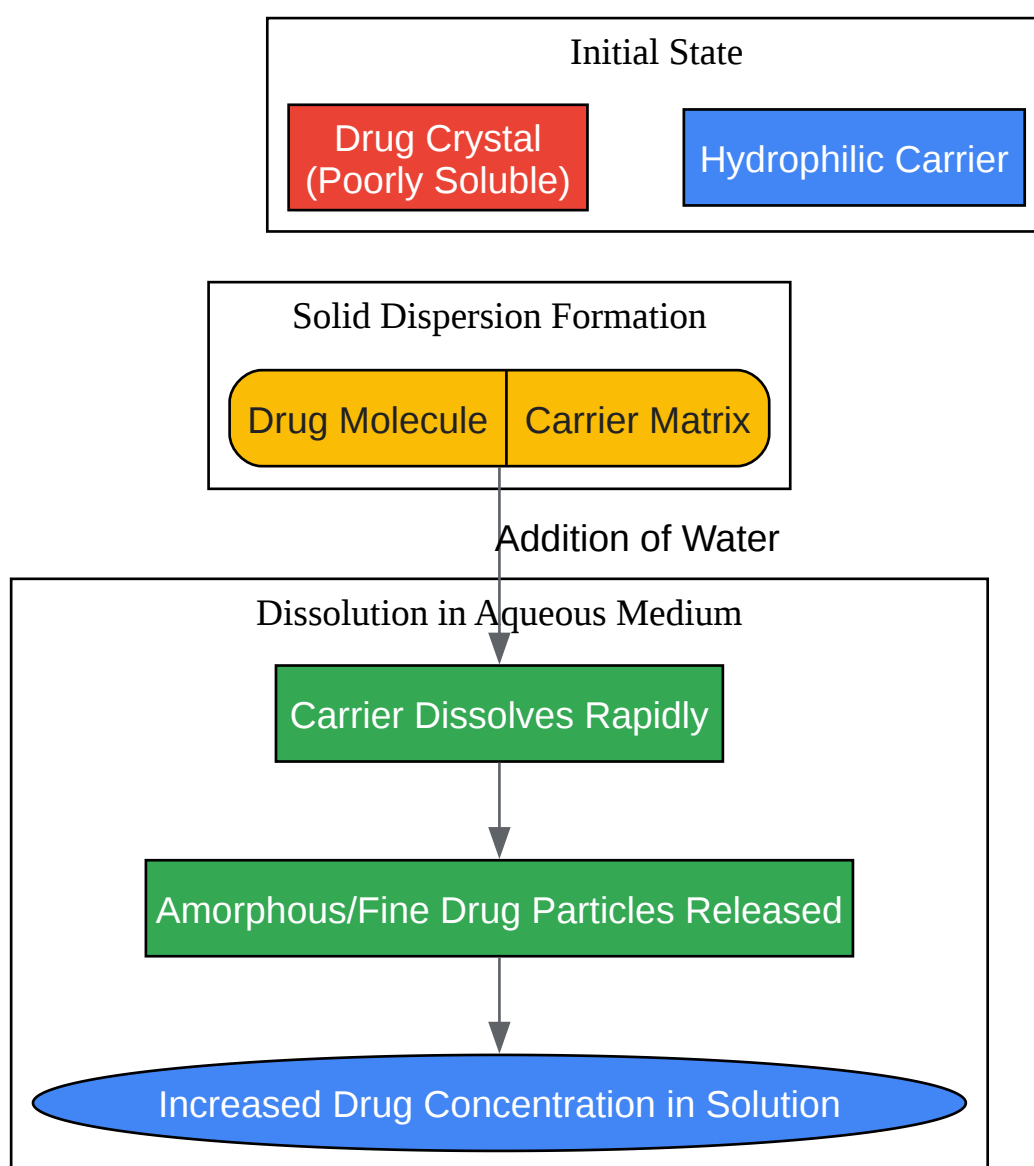 Initial State
Drug Crystal
(Poorly Soluble)
Hydrophilic Carrier
Solid Dispersion Formation
Drug Molecule
Carrier Matrix
Addition of Water
Dissolution in Aqueous Medium
Carrier Dissolves Rapidly
Amorphous/Fine Drug Particles Released
Increased Drug Concentration in Solution